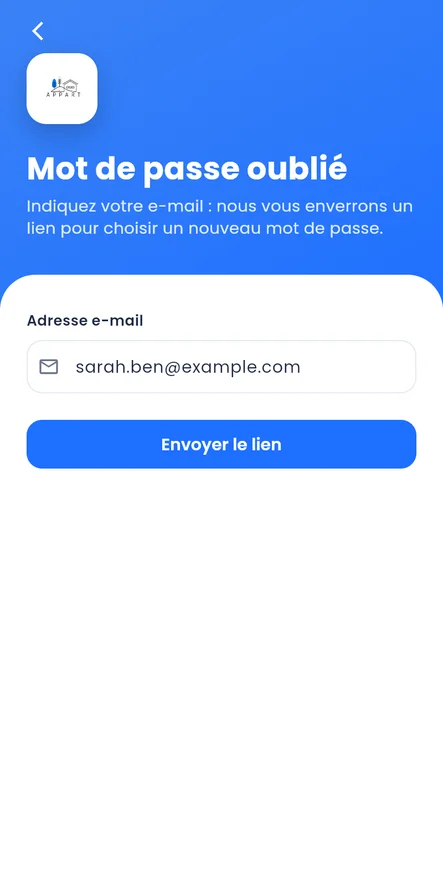 APPART
Mot de passe oublié
Indiquez votre e-mail : nous vous enverrons un
lien pour choisir un nouveau mot de passe.
Adresse e-mail
sarah.ben@example.com
Envoyer le lien